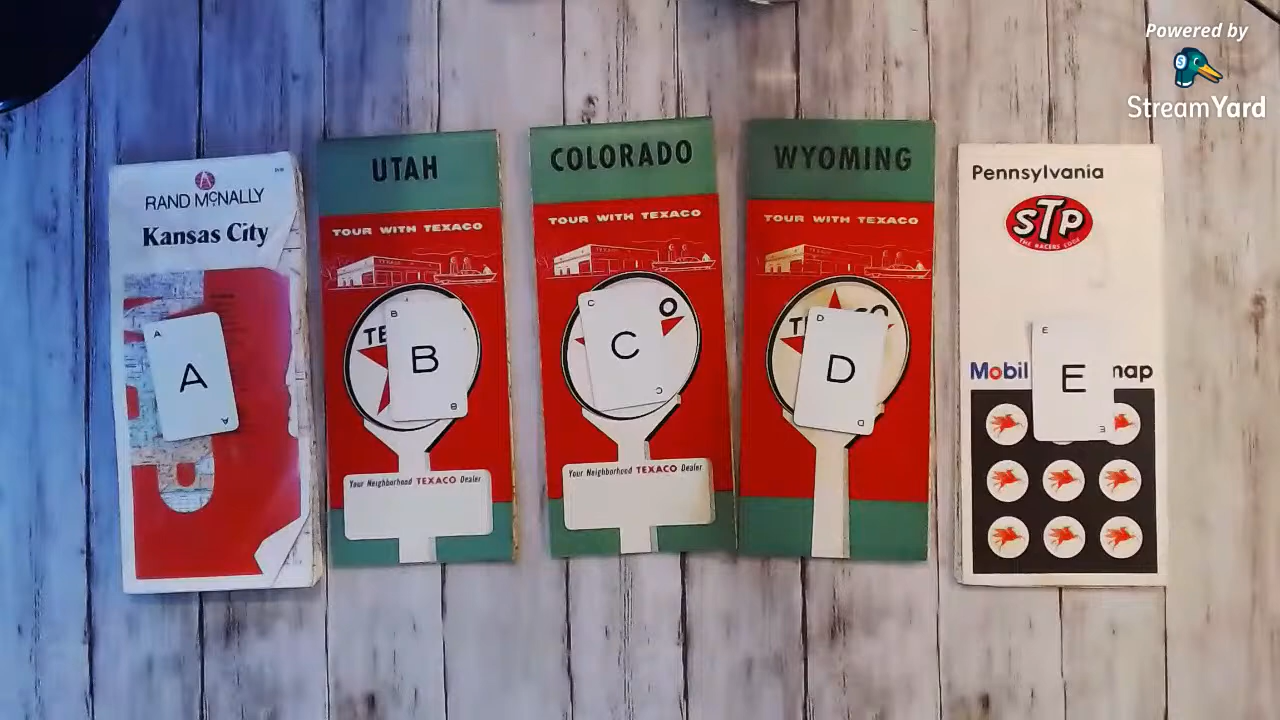 Powered by
StreamYard
RAND McNALLY
Kansas City
A
A
A
UTAH
TOUR WITH TEXACO
TE
B
B
B
Your Neighborhood TEXACO Dealer
COLORADO
TOUR WITH TEXACO
O
C
C
C
Your Neighborhood TEXACO Dealer
WYOMING
TOUR WITH TEXACO
D
D
D
Pennsylvania
STP
THE RACERS EDGE
Mobil
map
E
E
E